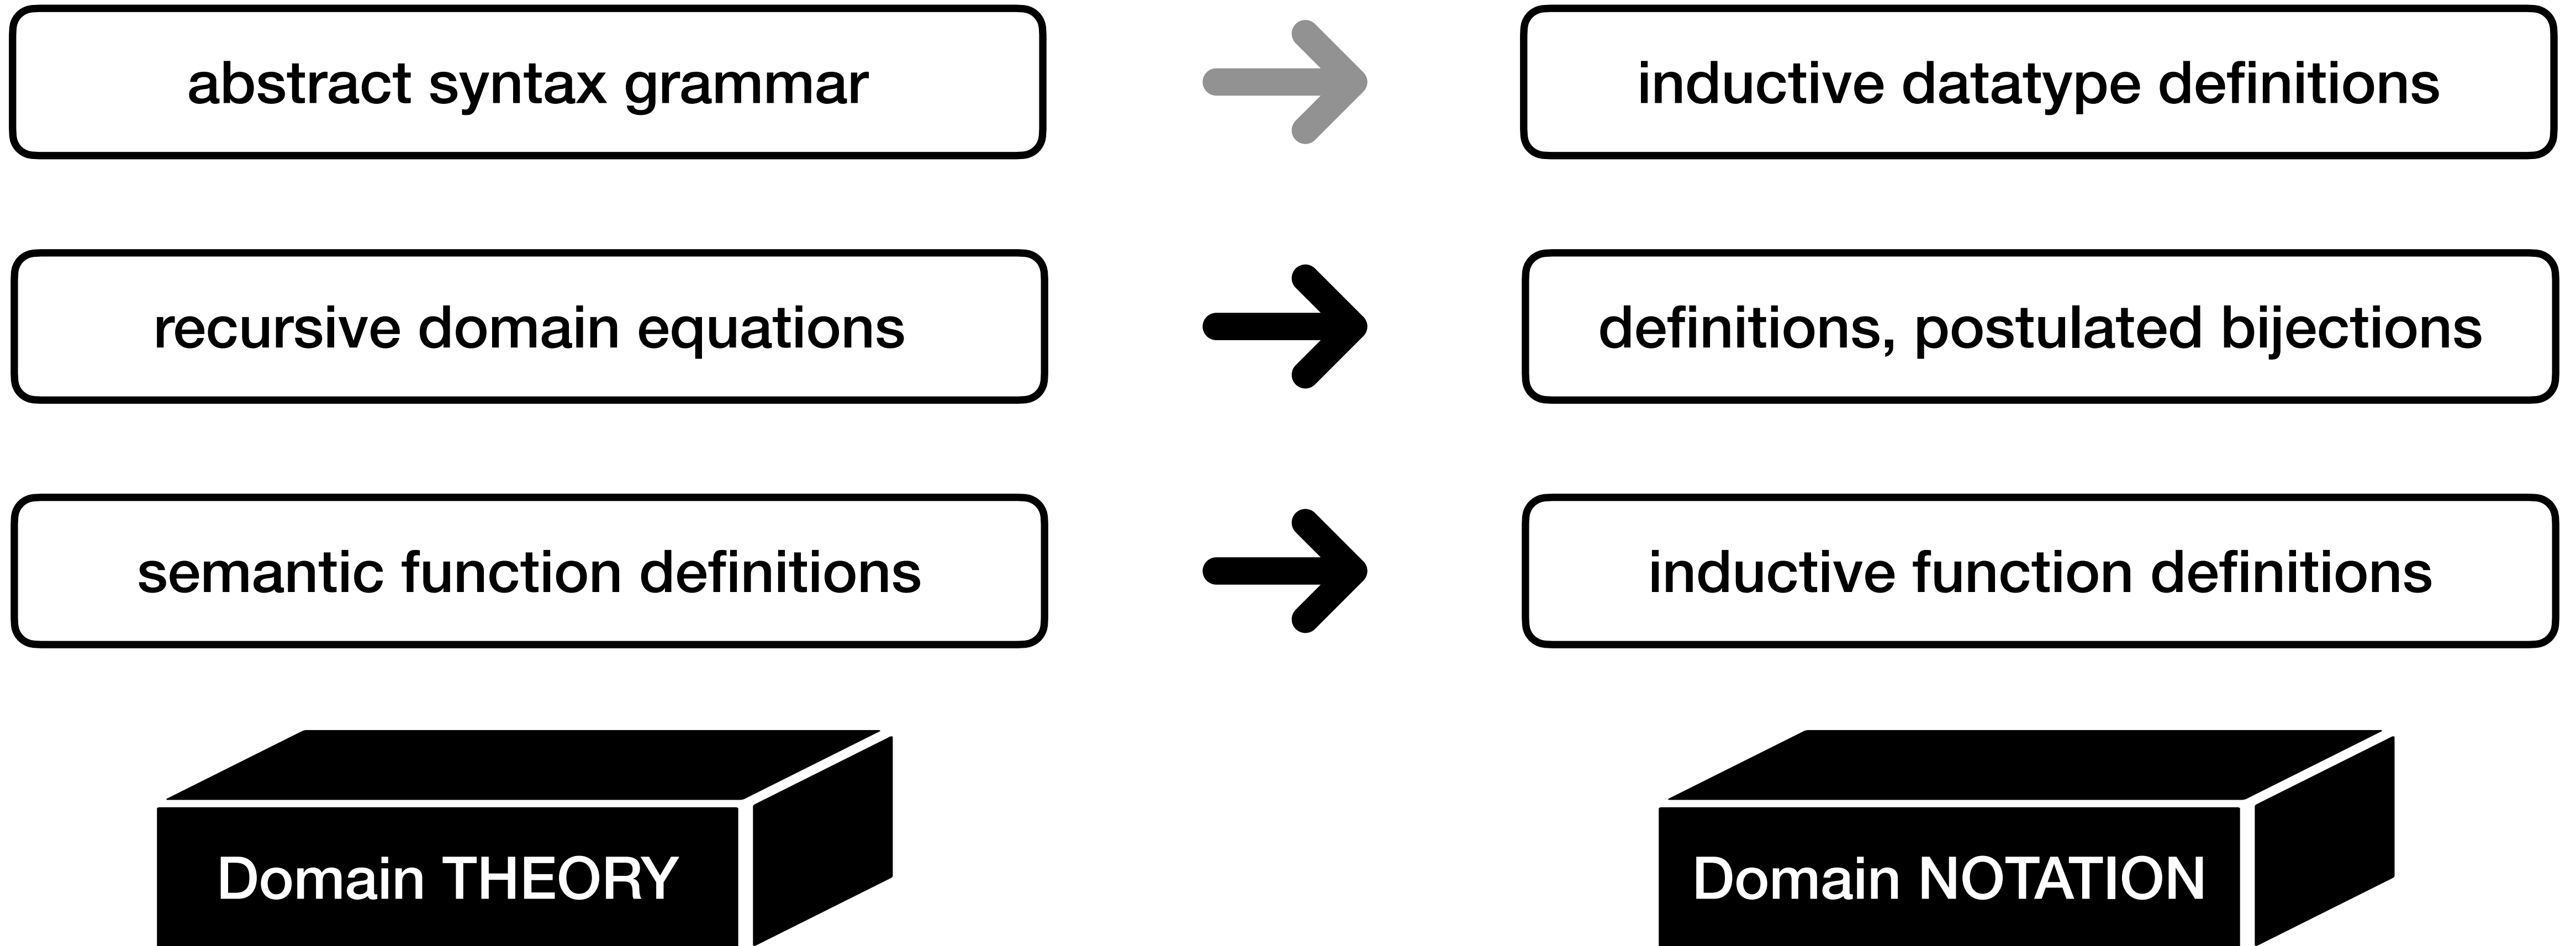 abstract syntax grammar
inductive datatype definitions
recursive domain equations
definitions, postulated bijections
semantic function definitions
inductive function definitions
Domain THEORY
Domain NOTATION